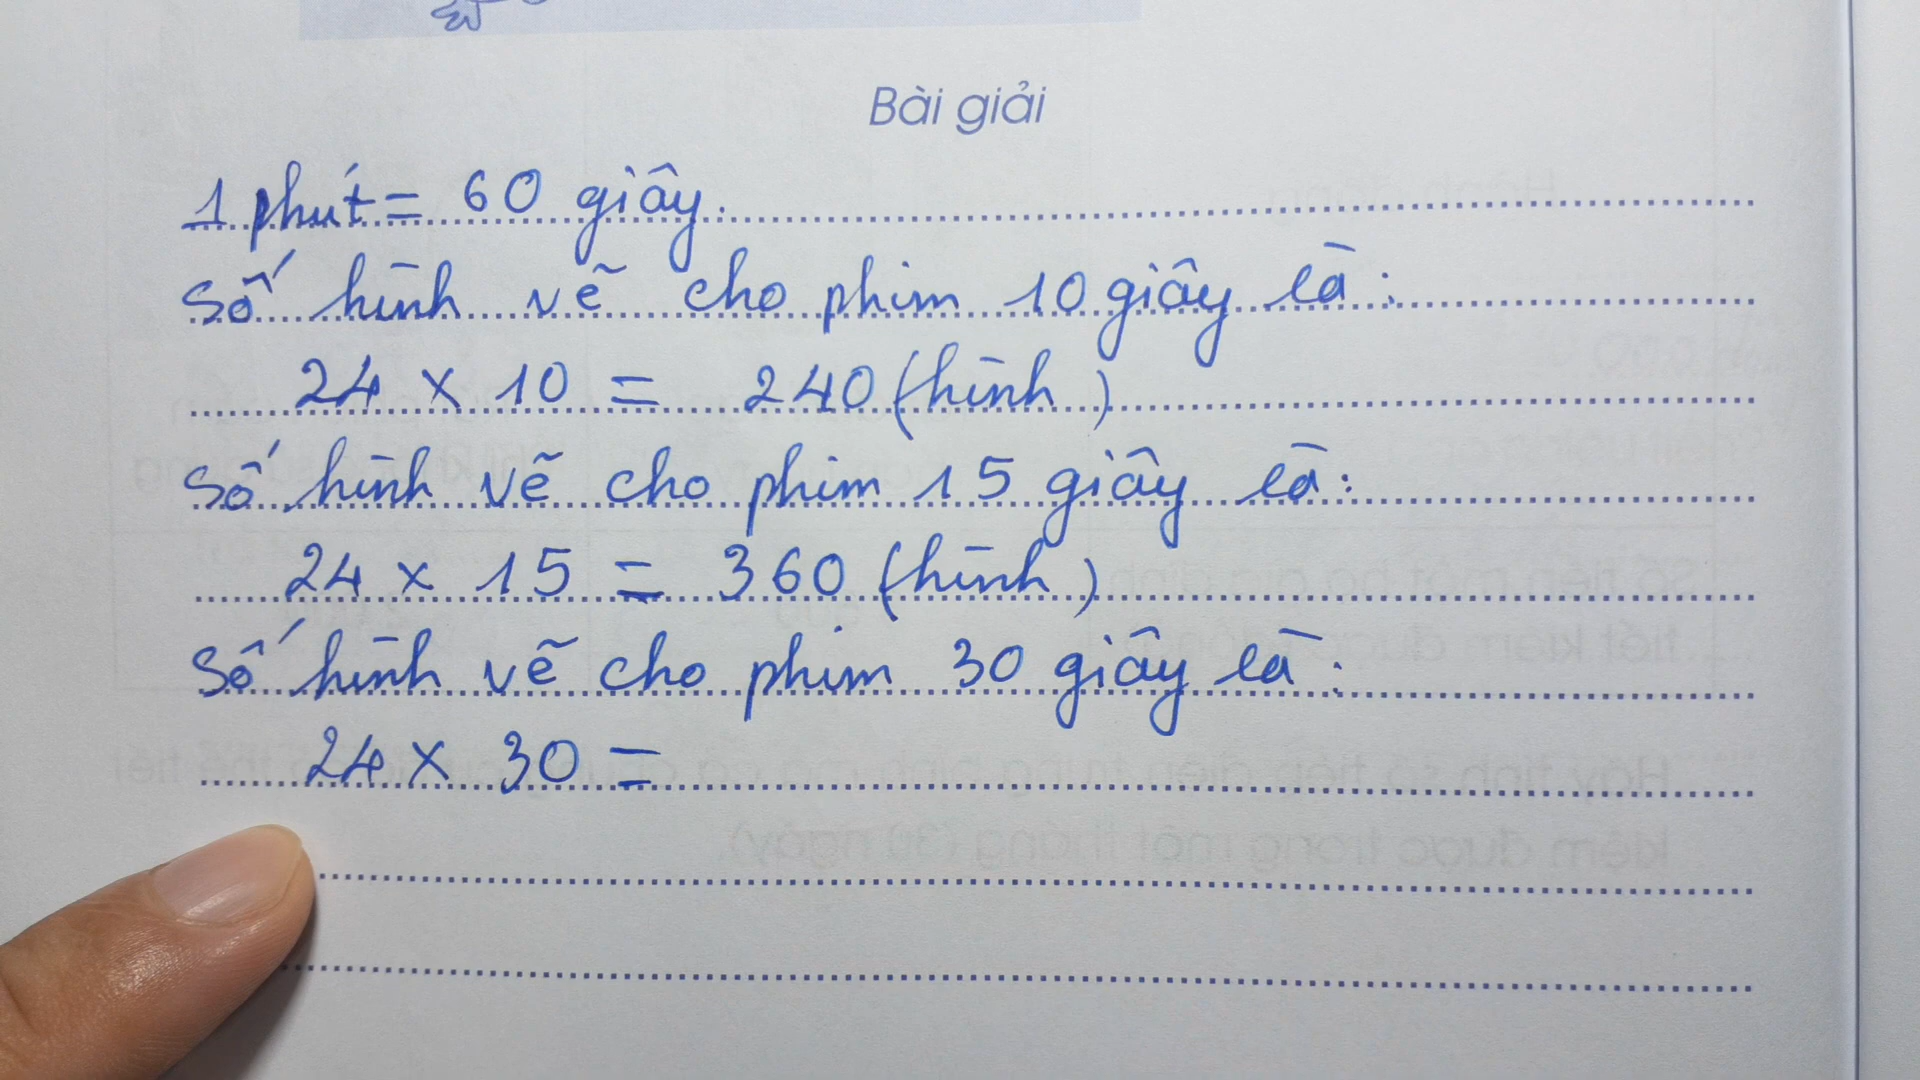 Bài giải
1 phút = 60 giây.
Số hình vẽ cho phim 10 giây là:
24 x 10 = 240 (hình)
Số hình vẽ cho phim 15 giây là:
24 x 15 = 360 (hình)
Số hình vẽ cho phim 30 giây là:
24 x 30 =